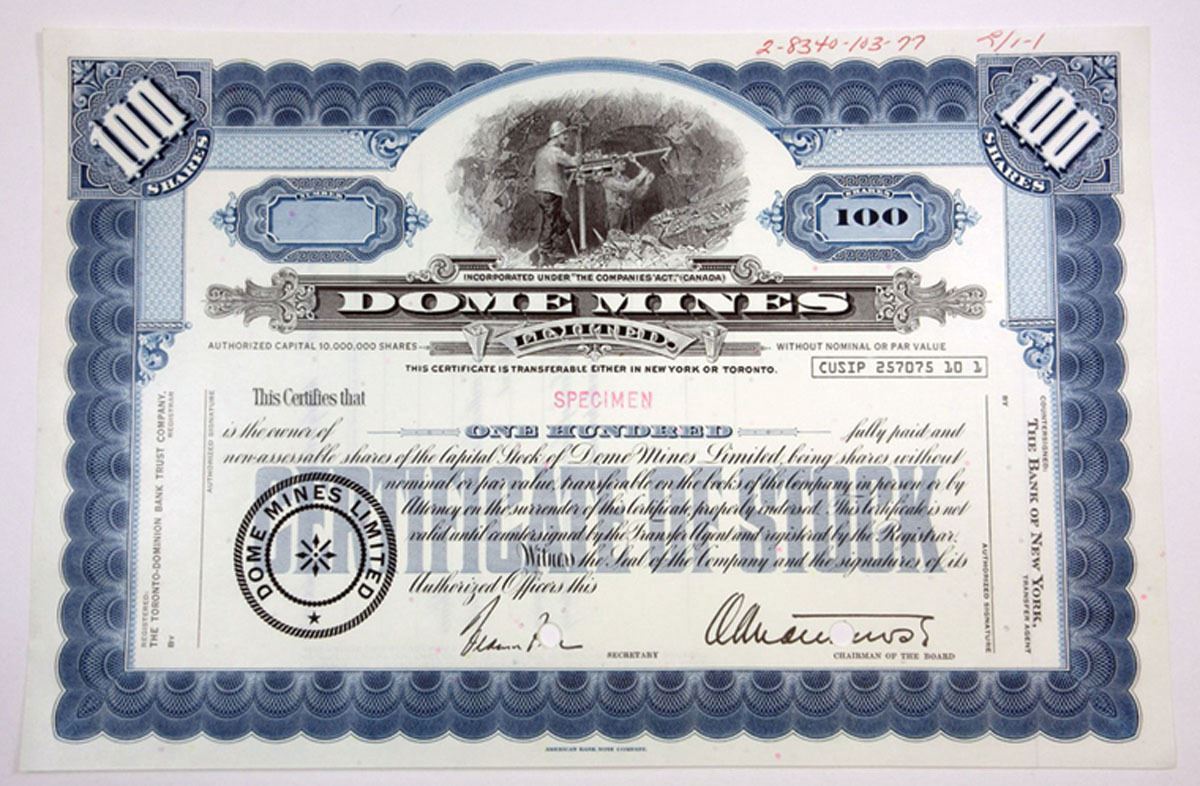 2-8340-103-77
100 SHARES
100 SHARES
NUMBER
SHARES
100
INCORPORATED UNDER "THE COMPANIES ACT," (CANADA)
DOME MINES
LIMITED.
AUTHORIZED CAPITAL 10,000,000 SHARES
WITHOUT NOMINAL OR PAR VALUE
THIS CERTIFICATE IS TRANSFERABLE EITHER IN NEW YORK OR TORONTO.
CUSIP 257075 10 1
This Certifies that
SPECIMEN
is the owner of
ONE HUNDRED
fully paid and
non-assessable shares of the Capital Stock of Dome Mines Limited, being shares without
nominal or par value, transferable on the books of the Company in person or by
Attorney on the surrender of this Certificate properly endorsed. This Certificate is not
valid until countersigned by the Transfer Agent and registered by the Registrar.
Witness the Seal of the Company and the signatures of its
Authorized Officers this
CERTIFICATE OF STOCK
DOME MINES LIMITED
SECRETARY
CHAIRMAN OF THE BOARD
REGISTERED:
THE TORONTO-DOMINION BANK TRUST COMPANY,
REGISTRAR
BY
AUTHORIZED SIGNATURE
COUNTERSIGNED:
THE BANK OF NEW YORK,
TRANSFER AGENT
BY
AUTHORIZED SIGNATURE
AMERICAN BANK NOTE COMPANY.